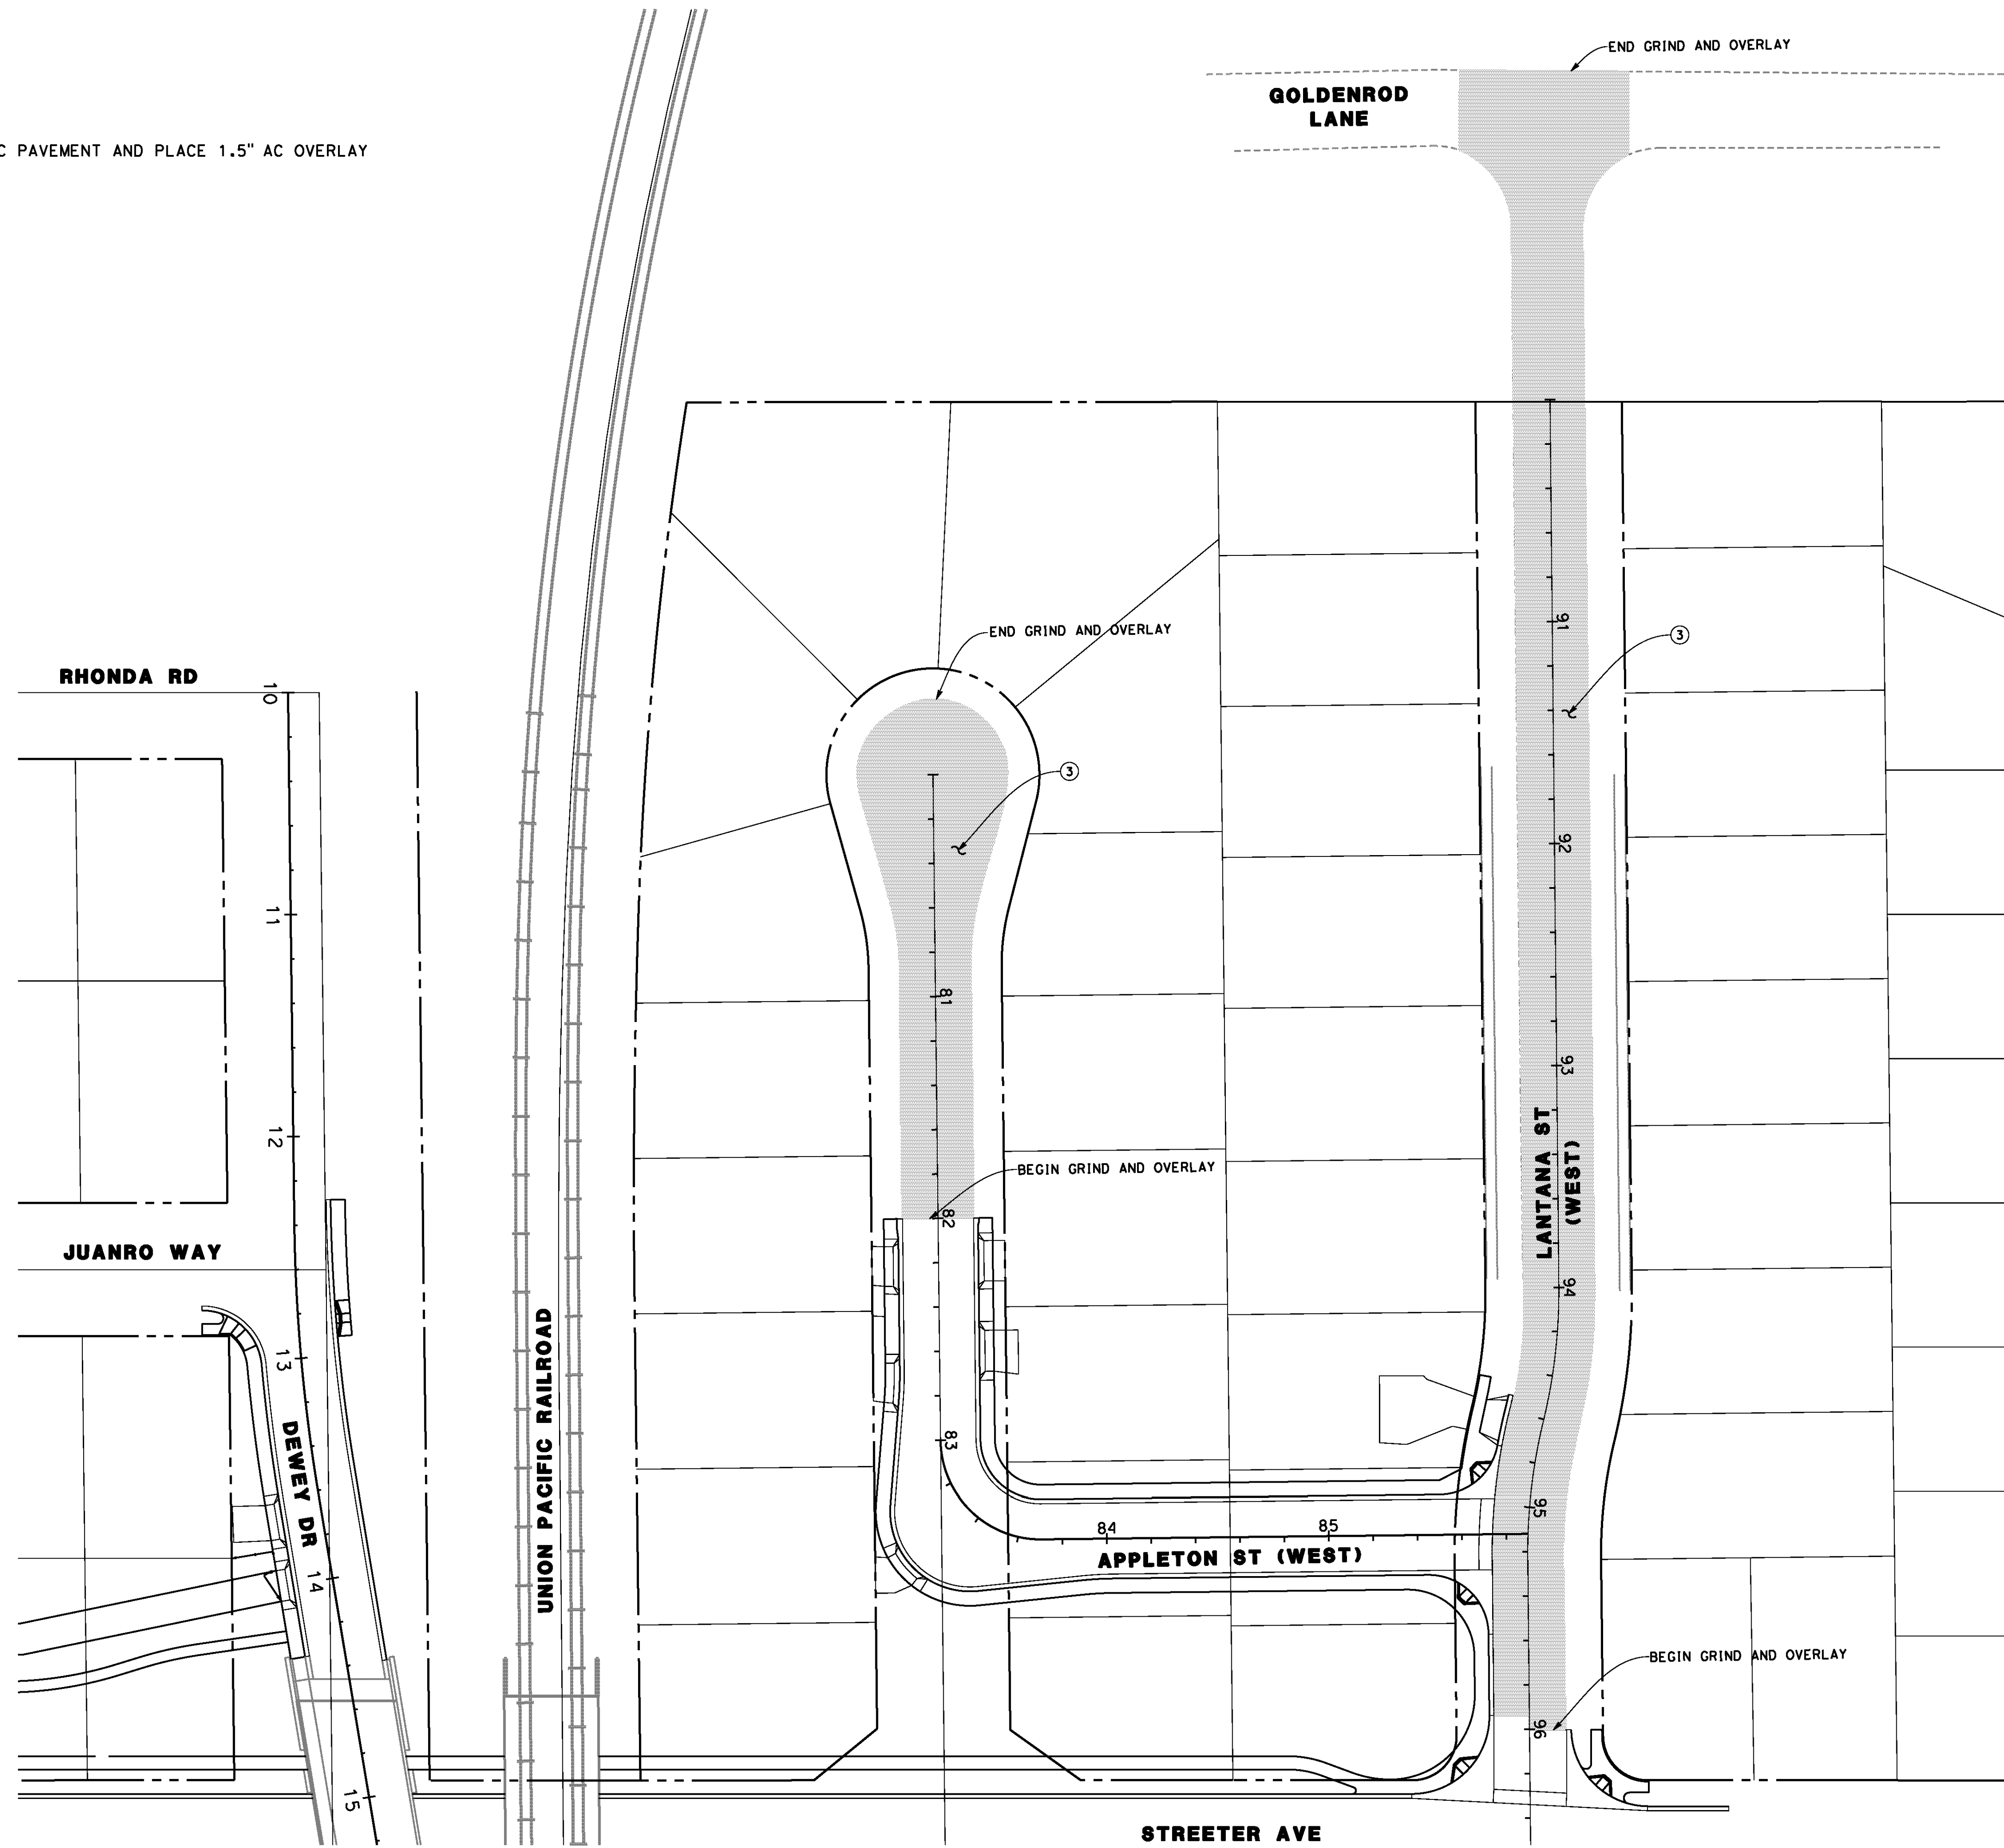 END GRIND AND OVERLAY
GOLDENROD
LANE
C PAVEMENT AND PLACE 1.5" AC OVERLAY
END GRIND AND OVERLAY
3
91
RHONDA RD
10
3
92
11
81
93
12
LANTANA ST
(WEST)
BEGIN GRIND AND OVERLAY
82
JUANRO WAY
94
UNION PACIFIC RAILROAD
13
DEWEY DR
83
95
84
85
APPLETON ST (WEST)
14
BEGIN GRIND AND OVERLAY
96
15
STREETER AVE